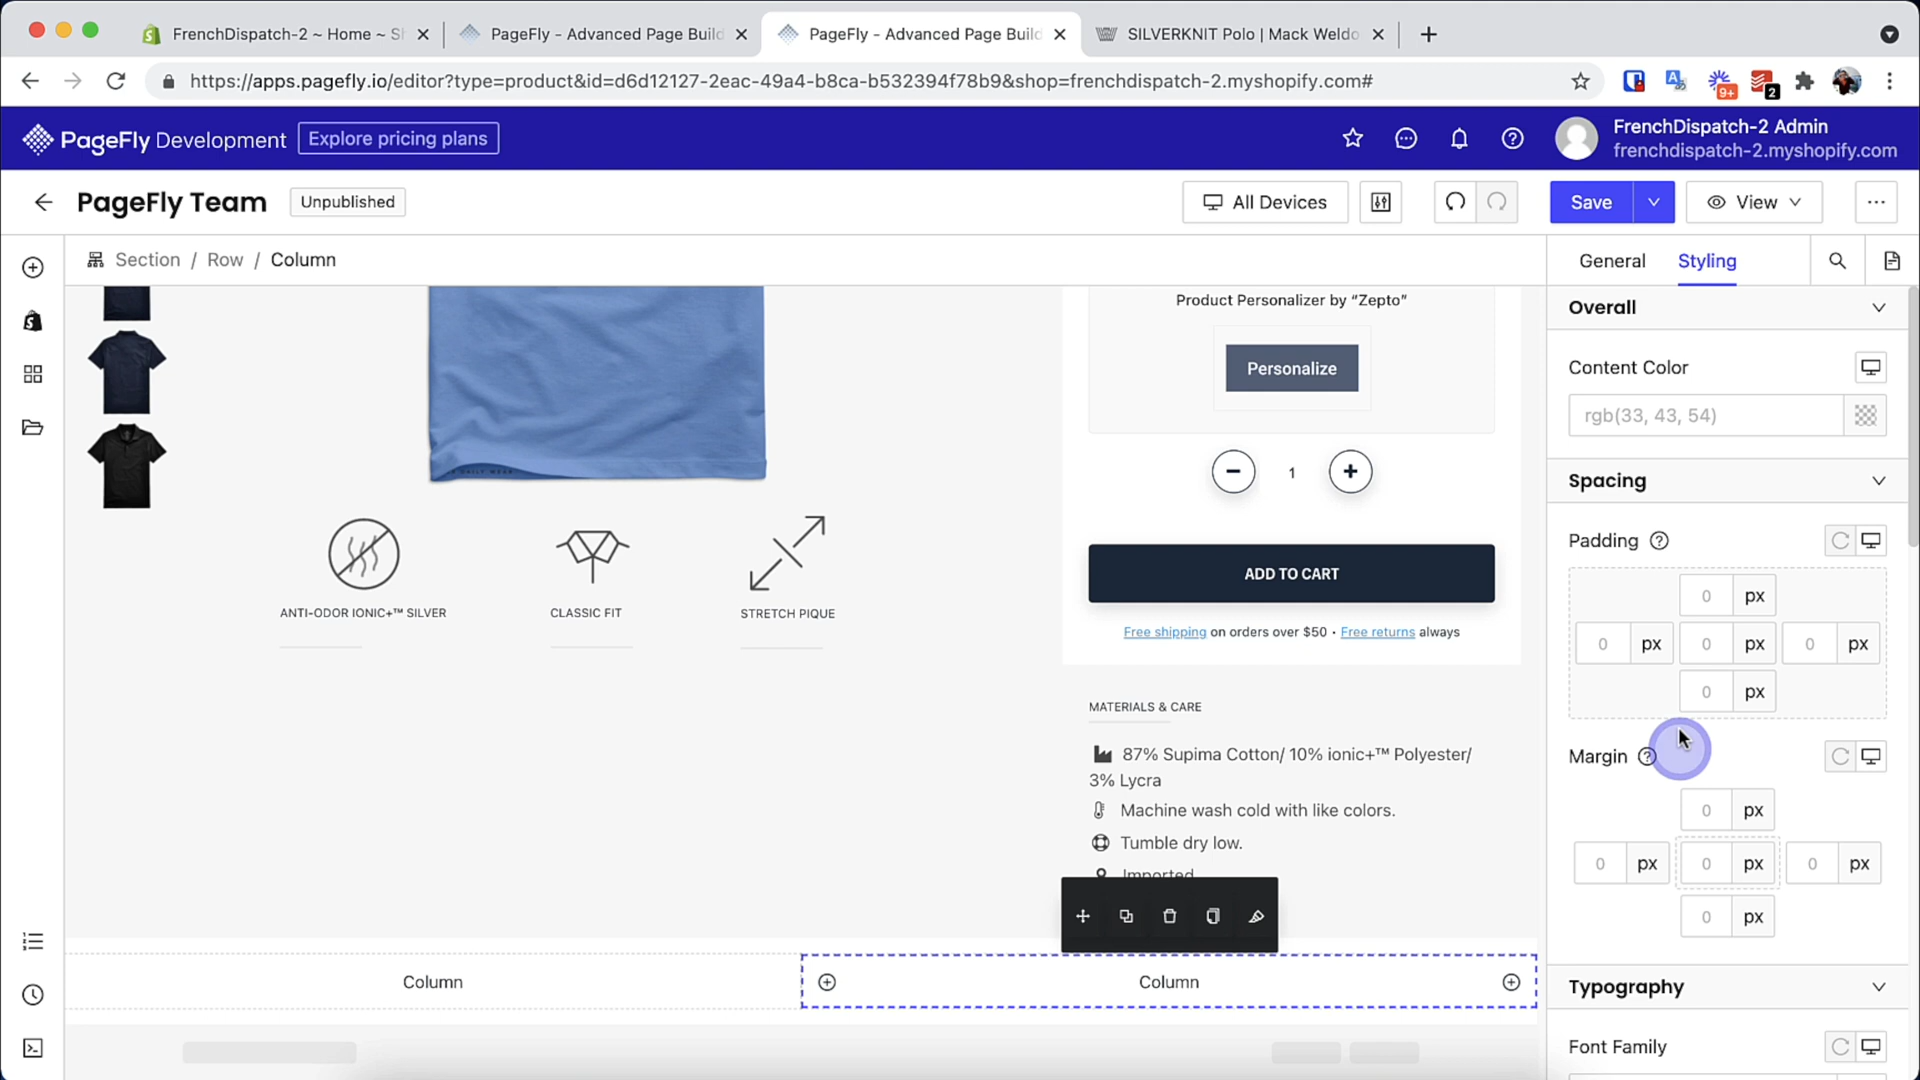 FrenchDispatch-2 ~ Home ~ Sh
PageFly - Advanced Page Build
PageFly - Advanced Page Build
SILVERKNIT Polo | Mack Weldo
https://apps.pagefly.io/editor?type=product&id=d6d12127-2eac-49a4-b8ca-b532394f78b9&shop=frenchdispatch-2.myshopify.com#
9+
2
PageFly Development
Explore pricing plans
FrenchDispatch-2 Admin
frenchdispatch-2.myshopify.com
PageFly Team
Unpublished
All Devices
Save
View
Section / Row / Column
General
Styling
Product Personalizer by “Zepto”
Personalize
1
ADD TO CART
Free shipping on orders over $50 • Free returns always
ANTI-ODOR IONIC+™ SILVER
CLASSIC FIT
STRETCH PIQUE
MATERIALS & CARE
87% Supima Cotton/ 10% ionic+™ Polyester/
3% Lycra
Machine wash cold with like colors.
Tumble dry low.
Imported
Column
Column
Overall
Content Color
rgb(33, 43, 54)
Spacing
Padding
0 px
0 px 0 px 0 px
0 px
Margin
0 px
0 px 0 px 0 px
0 px
Typography
Font Family